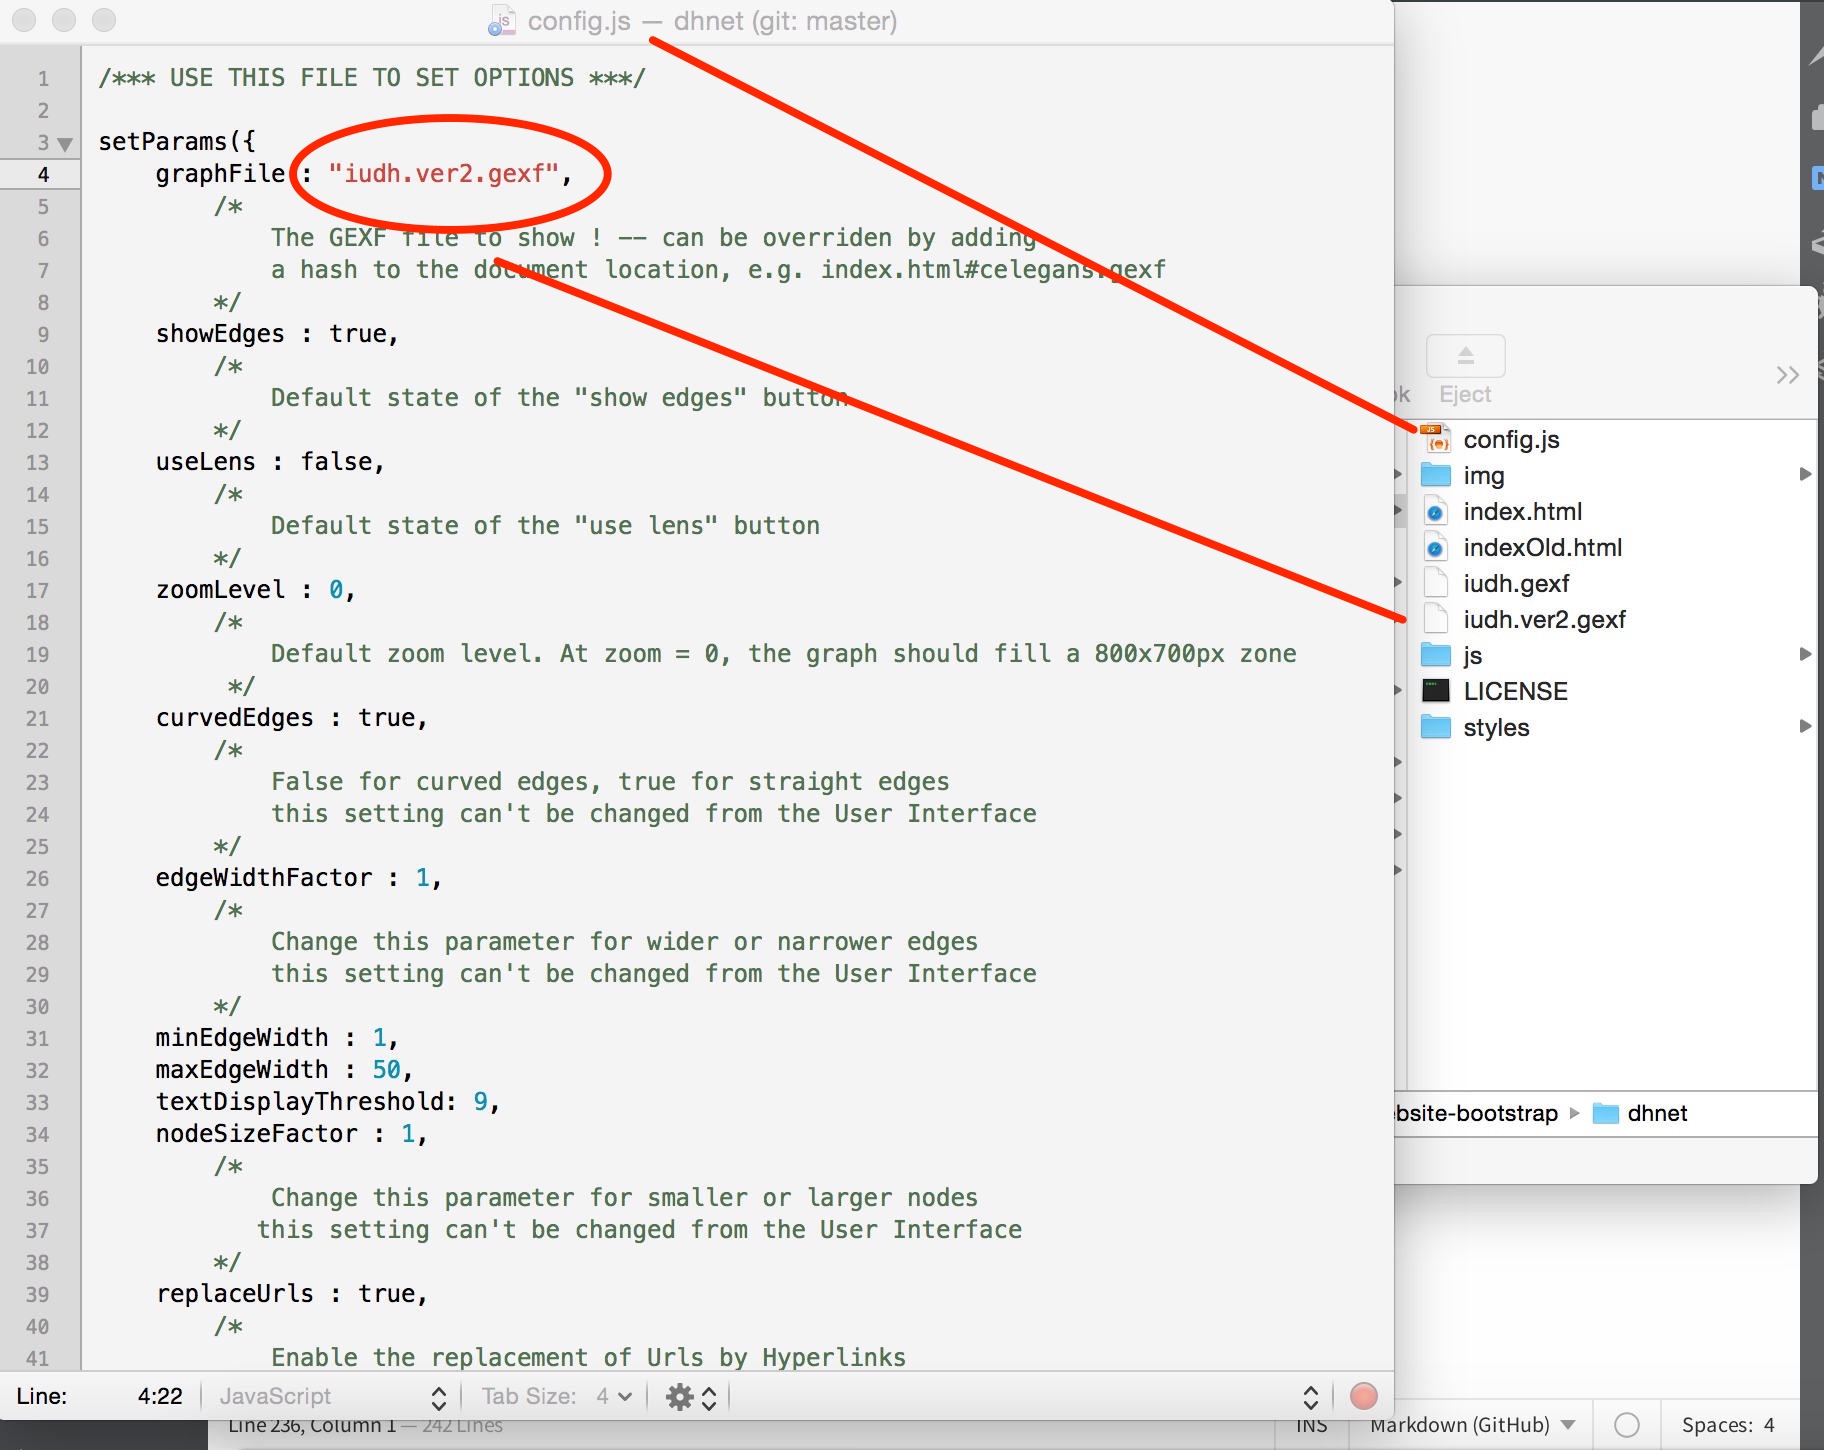 config.js — dhnet (git: master)
1 /*** USE THIS FILE TO SET OPTIONS ***/
2
3 setParams({
4 graphFile : "iudh.ver2.gexf",
5 /*
6 The GEXF file to show ! -- can be overriden by adding
7 a hash to the document location, e.g. index.html#celegans.gexf
8 */
9 showEdges : true,
10 /*
11 Default state of the "show edges" button
12 */
13 useLens : false,
14 /*
15 Default state of the "use lens" button
16 */
17 zoomLevel : 0,
18 /*
19 Default zoom level. At zoom = 0, the graph should fill a 800x700px zone
20 */
21 curvedEdges : true,
22 /*
23 False for curved edges, true for straight edges
24 this setting can't be changed from the User Interface
25 */
26 edgeWidthFactor : 1,
27 /*
28 Change this parameter for wider or narrower edges
29 this setting can't be changed from the User Interface
30 */
31 minEdgeWidth : 1,
32 maxEdgeWidth : 50,
33 textDisplayThreshold: 9,
34 nodeSizeFactor : 1,
35 /*
36 Change this parameter for smaller or larger nodes
37 this setting can't be changed from the User Interface
38 */
39 replaceUrls : true,
40 /*
41 Enable the replacement of Urls by Hyperlinks
Line: 4:22 JavaScript Tab Size: 4
Line 236, Column 1 — 242 Lines INS Markdown (GitHub) Spaces: 4
Eject
config.js
img
index.html
indexOld.html
iudh.gexf
iudh.ver2.gexf
js
LICENSE
styles
bsite-bootstrap dhnet